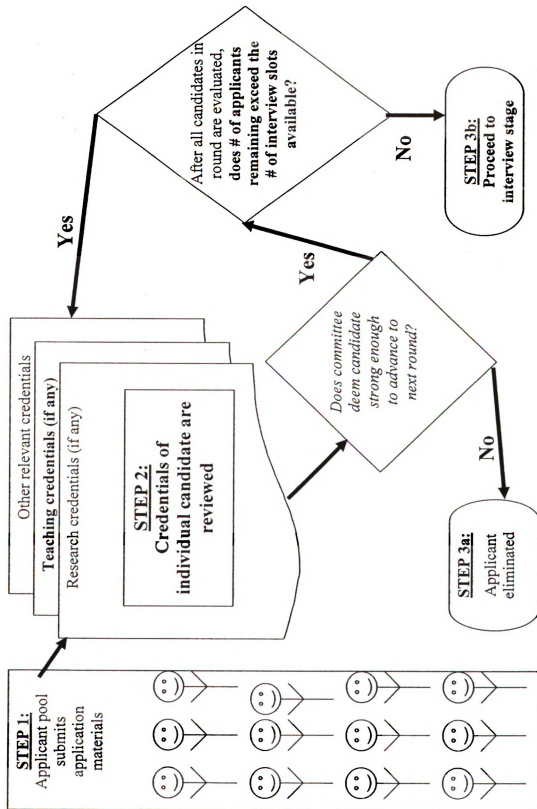 STEP 1:
Applicant pool
submits
application
materials
Other relevant credentials
Teaching credentials (if any)
Research credentials (if any)
STEP 2:
Credentials of
individual candidate are
reviewed
Does committee
deem candidate
strong enough
to advance to
next round?
No
STEP 3a:
Applicant
eliminated
Yes
After all candidates in
round are evaluated,
does # of applicants
remaining exceed the
# of interview slots
available?
Yes
No
STEP 3b:
Proceed to
interview stage